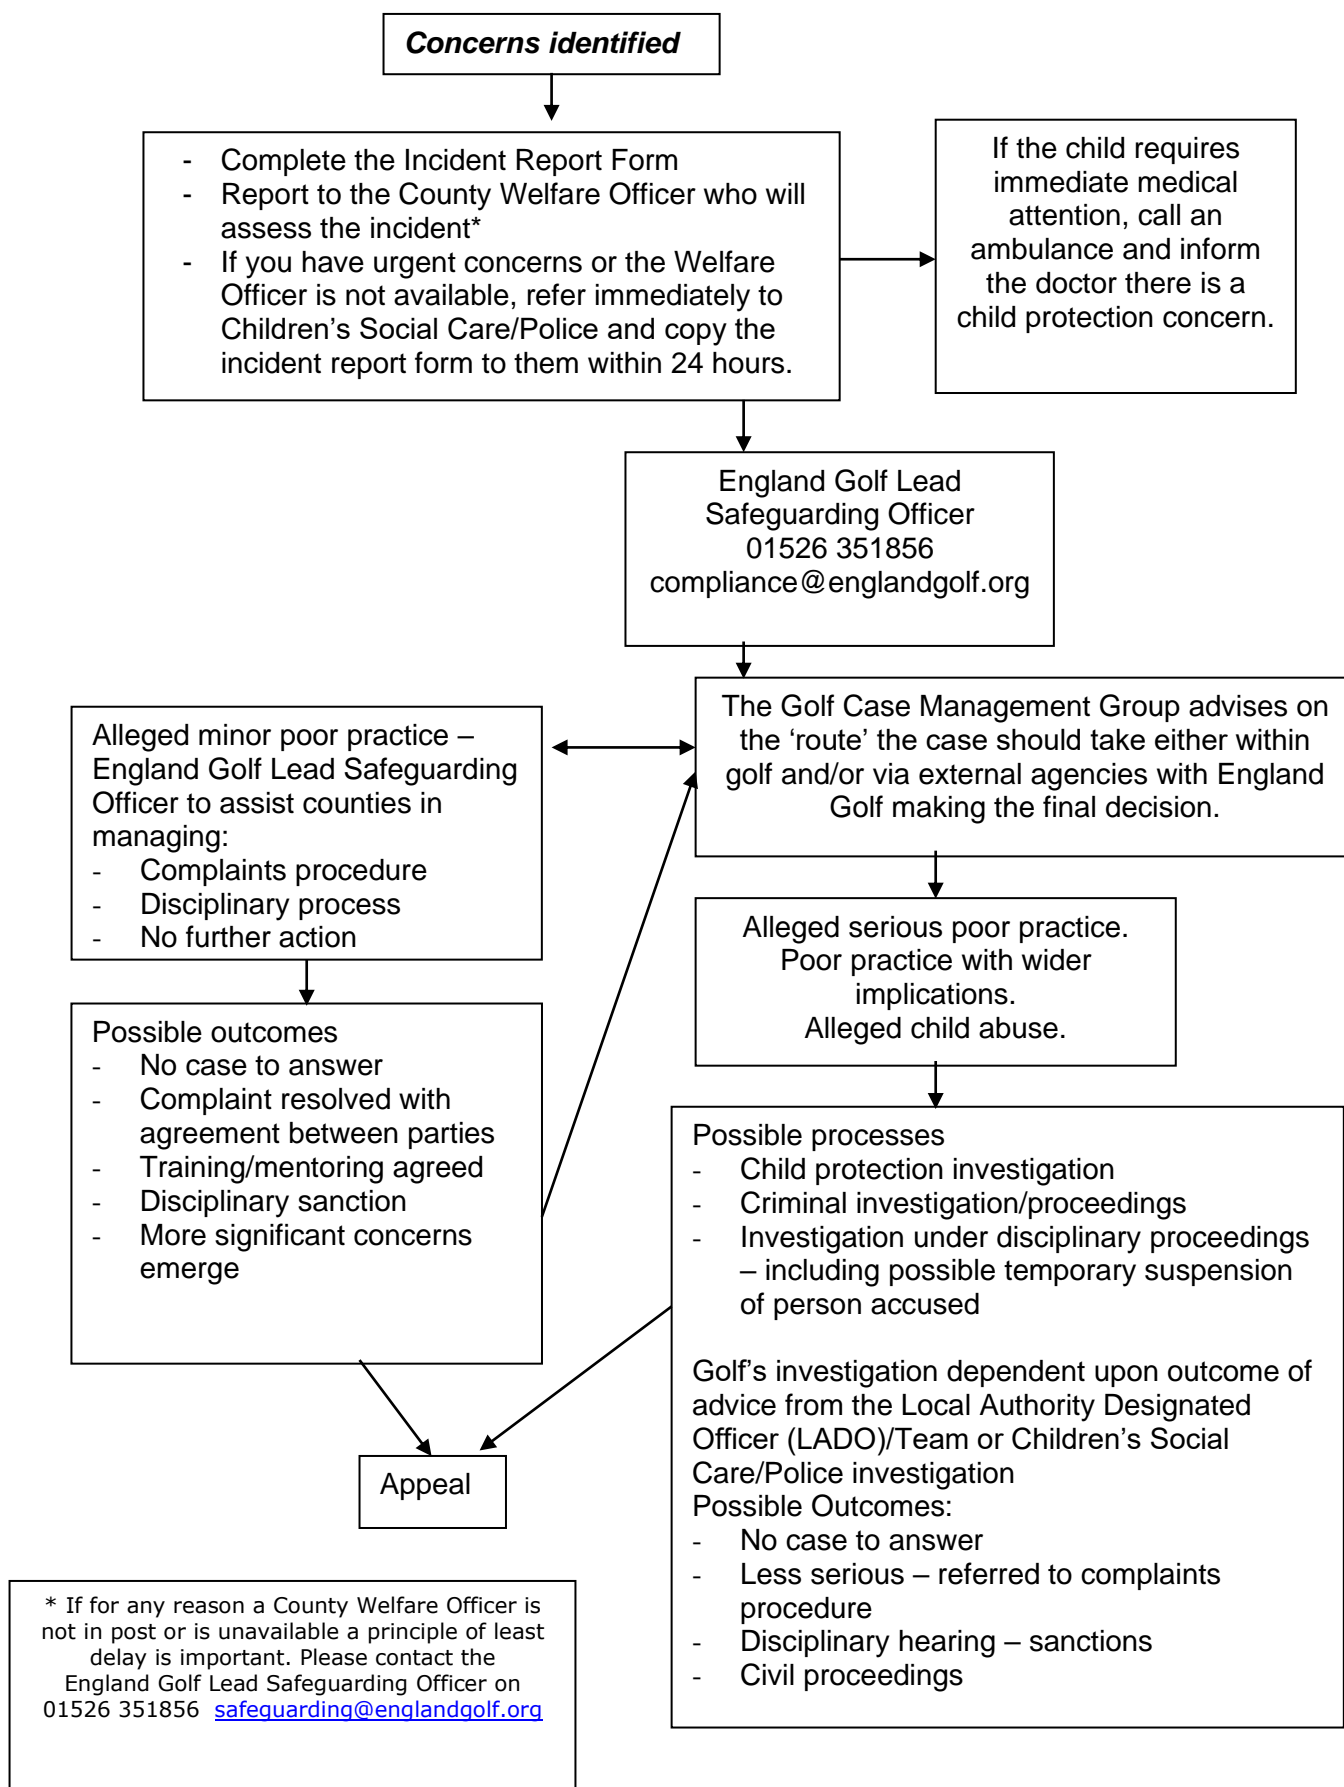 Concerns identified
- Complete the Incident Report Form
- Report to the County Welfare Officer who will
assess the incident*
- If you have urgent concerns or the Welfare
Officer is not available, refer immediately to
Children’s Social Care/Police and copy the
incident report form to them within 24 hours.
If the child requires
immediate medical
attention, call an
ambulance and inform
the doctor there is a
child protection concern.
England Golf Lead
Safeguarding Officer
01526 351856
compliance@englandgolf.org
The Golf Case Management Group advises on
the ‘route’ the case should take either within
golf and/or via external agencies with England
Golf making the final decision.
Alleged minor poor practice –
England Golf Lead Safeguarding
Officer to assist counties in
managing:
- Complaints procedure
- Disciplinary process
- No further action
Alleged serious poor practice.
Poor practice with wider
implications.
Alleged child abuse.
Possible outcomes
- No case to answer
- Complaint resolved with
agreement between parties
- Training/mentoring agreed
- Disciplinary sanction
- More significant concerns
emerge
Possible processes
- Child protection investigation
- Criminal investigation/proceedings
- Investigation under disciplinary proceedings
– including possible temporary suspension
of person accused
Golf’s investigation dependent upon outcome of
advice from the Local Authority Designated
Officer (LADO)/Team or Children’s Social
Care/Police investigation
Possible Outcomes:
- No case to answer
- Less serious – referred to complaints
procedure
- Disciplinary hearing – sanctions
- Civil proceedings
Appeal
* If for any reason a County Welfare Officer is
not in post or is unavailable a principle of least
delay is important. Please contact the
England Golf Lead Safeguarding Officer on
01526 351856 safeguarding@englandgolf.org